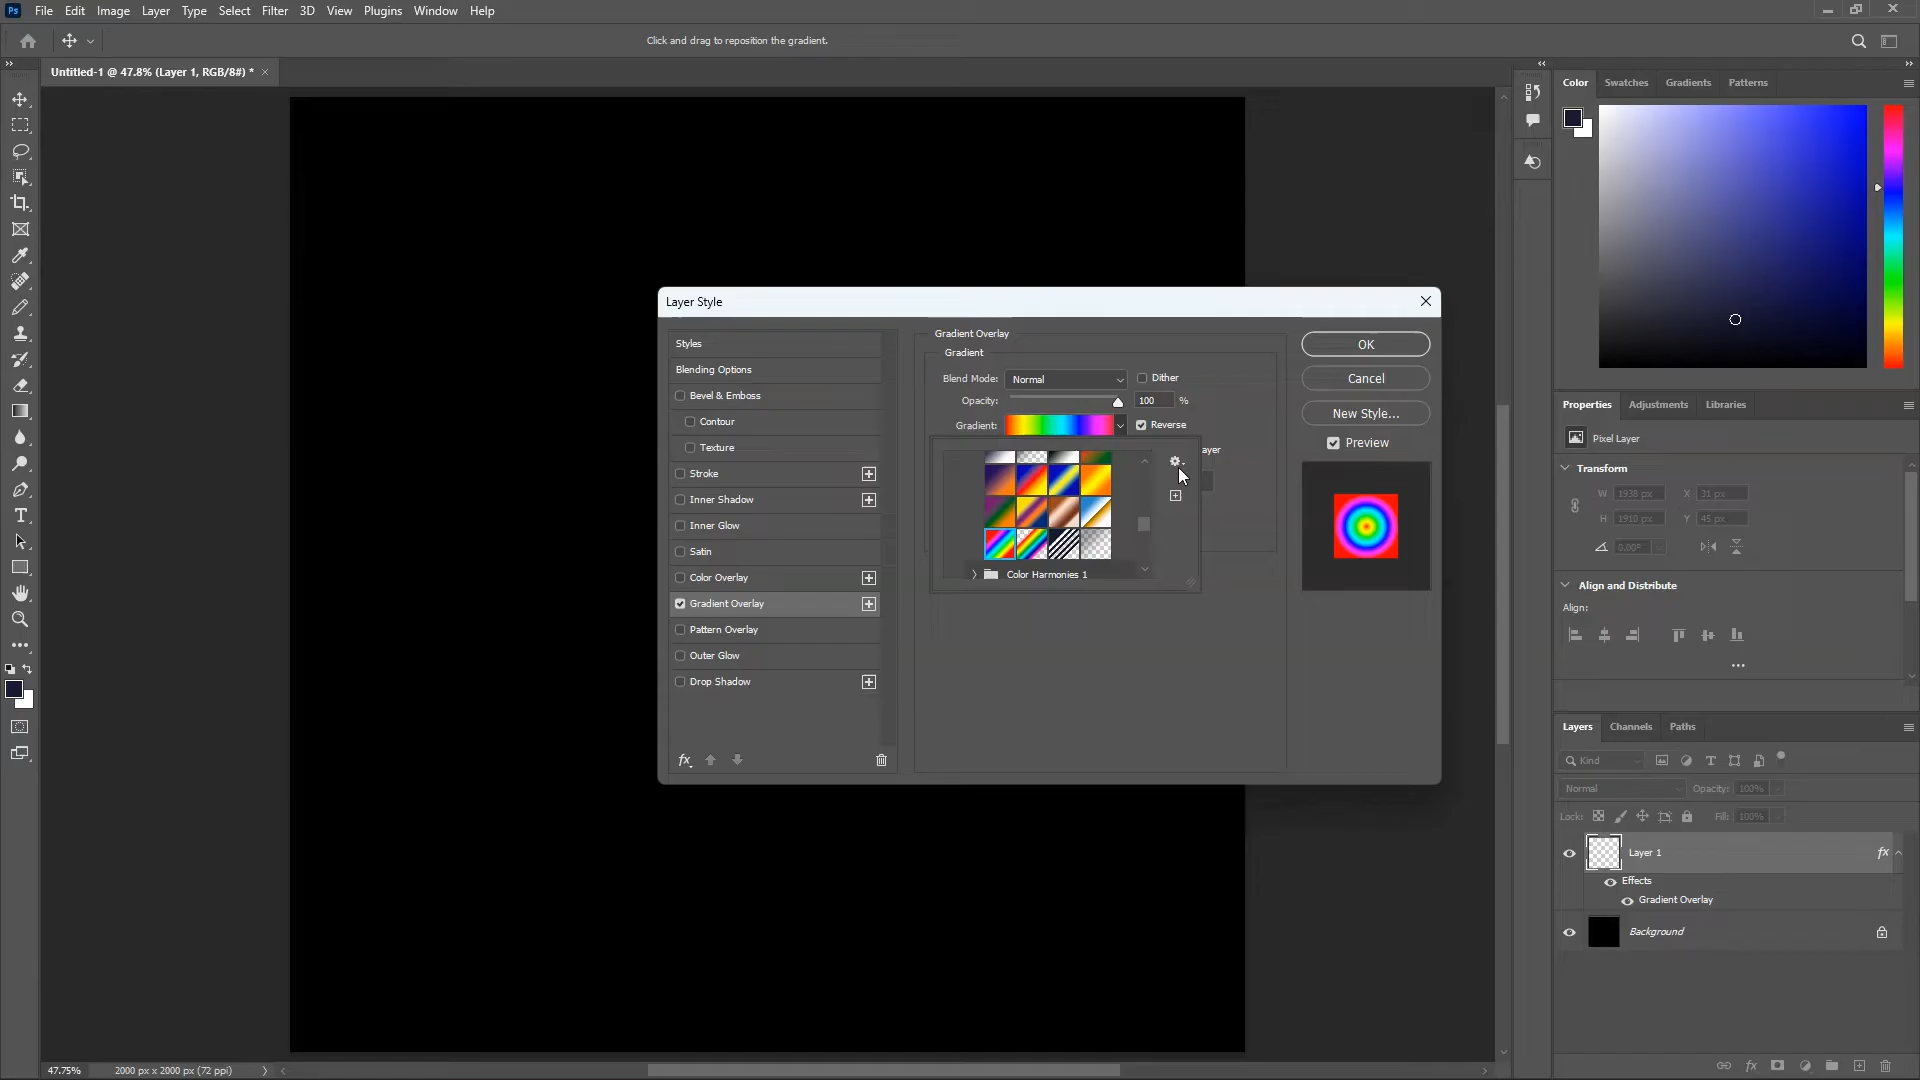 Ps File Edit Image Layer Type Select Filter 3D View Plugins Window Help
Click and drag to reposition the gradient.
Untitled-1 @ 47.8% (Layer 1, RGB/8#) * ×
Color Swatches Gradients Patterns
Layer Style
Styles
Blending Options
Bevel & Emboss
Contour
Texture
Stroke
Inner Shadow
Inner Glow
Satin
Color Overlay
Gradient Overlay
Pattern Overlay
Outer Glow
Drop Shadow
fx
Gradient Overlay
Gradient
Blend Mode: Normal Dither
Opacity: 100 %
Gradient: Reverse
ayer
Color Harmonies 1
OK
Cancel
New Style...
Preview
Properties Adjustments Libraries
Pixel Layer
Transform
W 1938 px X 31 px
H 1910 px Y 45 px
0.00°
Align and Distribute
Align:
Layers Channels Paths
Kind
Normal Opacity: 100%
Lock: Fill: 100%
Layer 1 fx
Effects
Gradient Overlay
Background
fx
47.75% 2000 px x 2000 px (72 ppi)